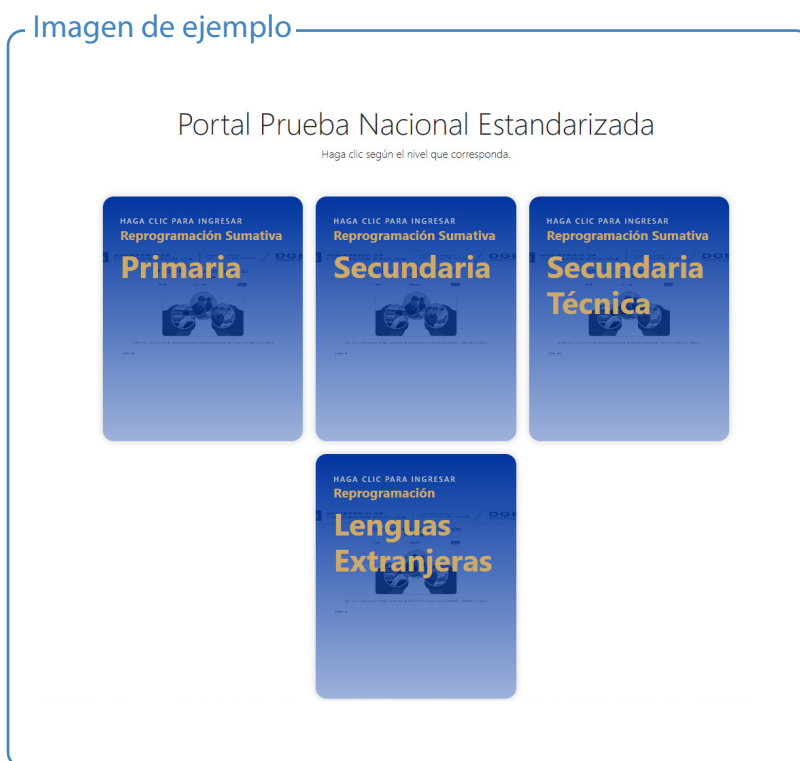 Imagen de ejemplo
Portal Prueba Nacional Estandarizada
Haga clic según el nivel que corresponda.
HAGA CLIC PARA INGRESAR
Reprogramación Sumativa
Primaria
HAGA CLIC PARA INGRESAR
Reprogramación Sumativa
Secundaria
HAGA CLIC PARA INGRESAR
Reprogramación Sumativa
Secundaria
Técnica
HAGA CLIC PARA INGRESAR
Reprogramación
Lenguas
Extranjeras